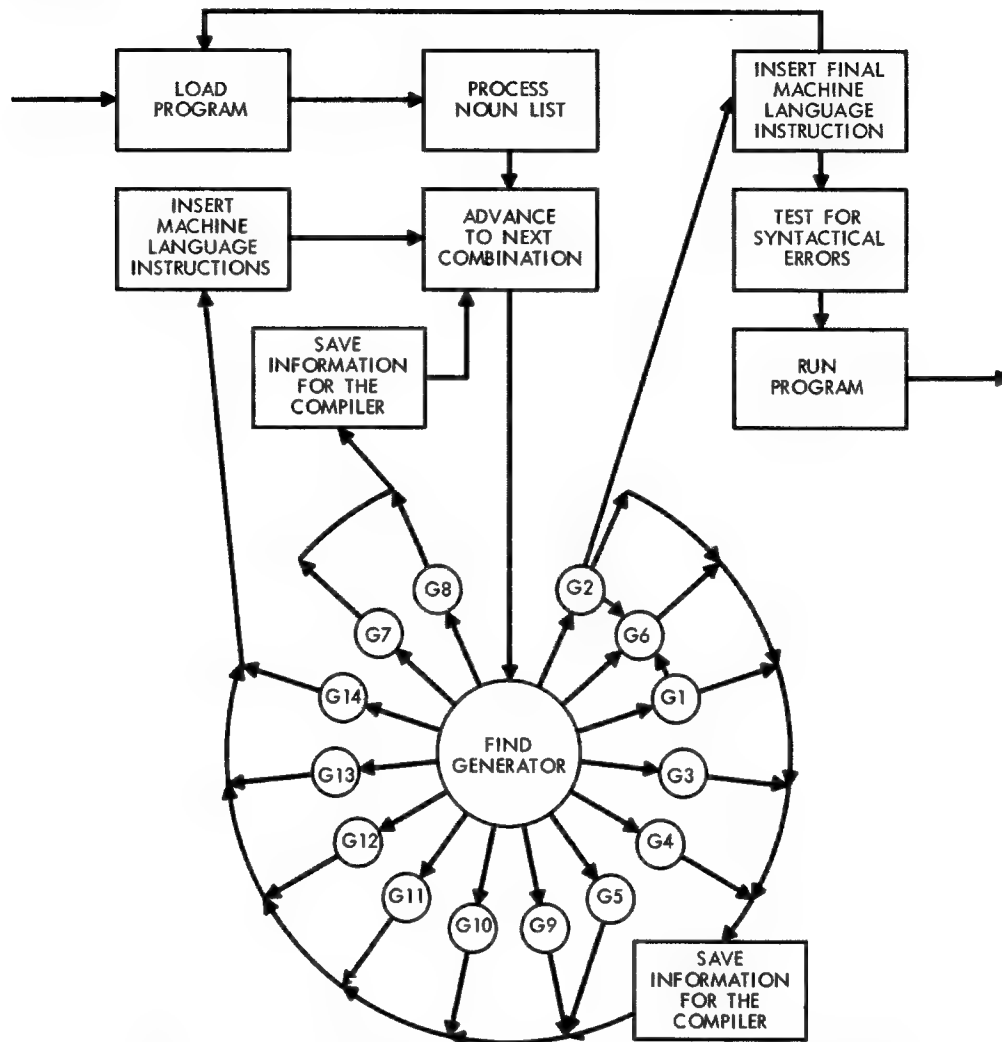 LOAD
PROGRAM
PROCESS
NOUN LIST
INSERT FINAL
MACHINE
LANGUAGE
INSTRUCTION
INSERT
MACHINE
LANGUAGE
INSTRUCTIONS
ADVANCE
TO NEXT
COMBINATION
TEST FOR
SYNTACTICAL
ERRORS
SAVE
INFORMATION
FOR THE
COMPILER
RUN
PROGRAM
G8
G2
G7
G6
G14
G1
FIND
GENERATOR
G13
G3
G12
G4
G11
G5
G10
G9
SAVE
INFORMATION
FOR THE
COMPILER